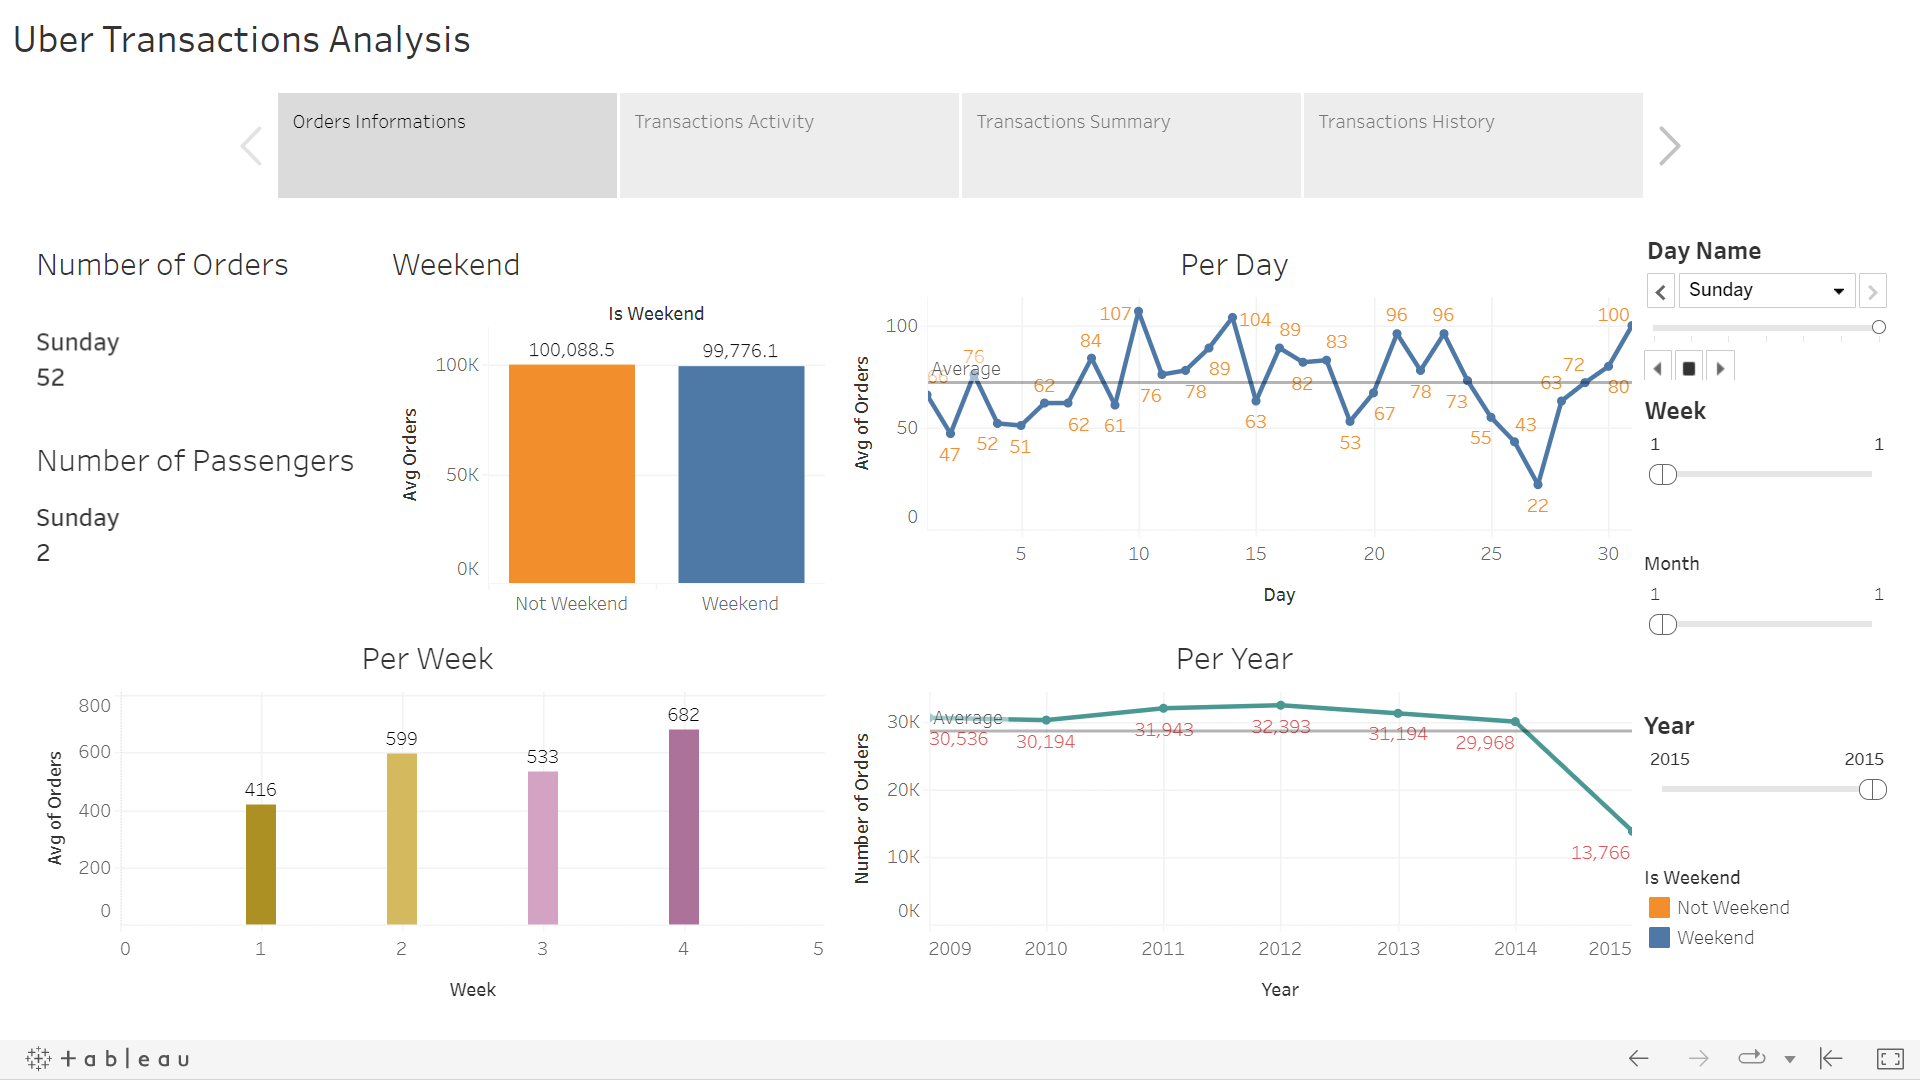 Uber Transactions Analysis
Orders Informations
Transactions Activity
Transactions Summary
Transactions History
Number of Orders
Sunday
52
Number of Passengers
Sunday
2
Weekend
Is Weekend
100,088.5
99,776.1
Avg Orders
100K
50K
0K
Not Weekend
Weekend
Per Day
Avg of Orders
100
50
0
Average
66
76
47
52
51
62
62
84
61
107
76
78
89
104
63
89
82
83
53
67
96
78
96
73
55
43
22
63
72
80
100
5
10
15
20
25
30
Day
Day Name
Sunday
Week
1
1
Month
1
1
Year
2015
2015
Is Weekend
Not Weekend
Weekend
Per Week
Avg of Orders
800
600
400
200
0
416
599
533
682
0
1
2
3
4
5
Week
Per Year
Number of Orders
30K
20K
10K
0K
Average
30,536
30,194
31,943
32,393
31,194
29,968
13,766
2009
2010
2011
2012
2013
2014
2015
Year
+ a b l e a u